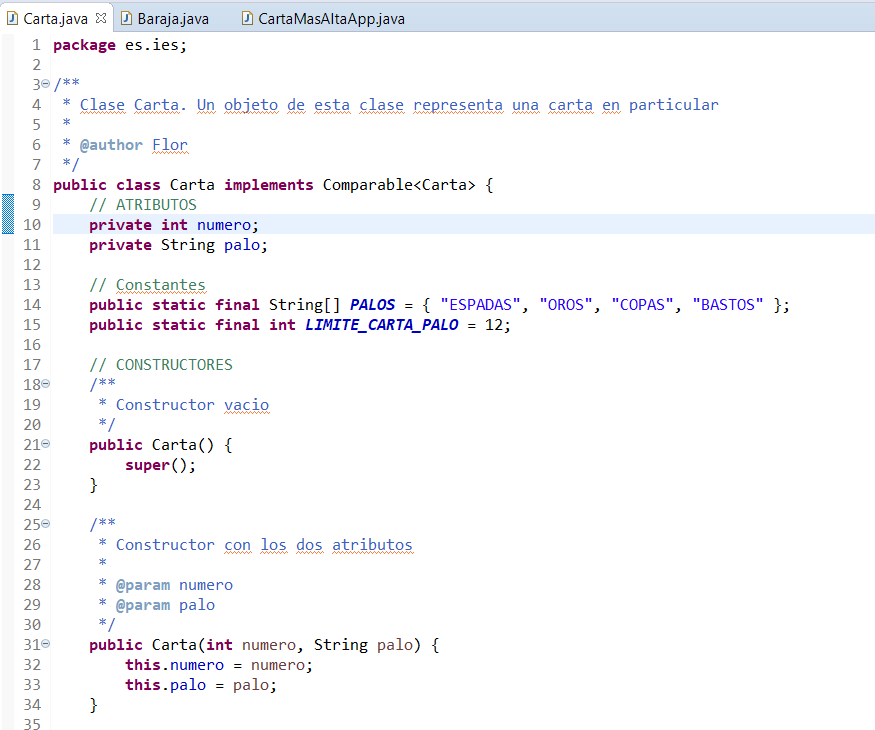 Carta.java Baraja.java CartaMasAltaApp.java
1 package es.ies;
2
3 /**
4  * Clase Carta. Un objeto de esta clase representa una carta en particular
5  *
6  * @author Flor
7  */
8 public class Carta implements Comparable<Carta> {
9     // ATRIBUTOS
10     private int numero;
11     private String palo;
12
13     // Constantes
14     public static final String[] PALOS = { "ESPADAS", "OROS", "COPAS", "BASTOS" };
15     public static final int LIMITE_CARTA_PALO = 12;
16
17     // CONSTRUCTORES
18     /**
19      * Constructor vacio
20      */
21     public Carta() {
22         super();
23     }
24
25     /**
26      * Constructor con los dos atributos
27      *
28      * @param numero
29      * @param palo
30      */
31     public Carta(int numero, String palo) {
32         this.numero = numero;
33         this.palo = palo;
34     }
35